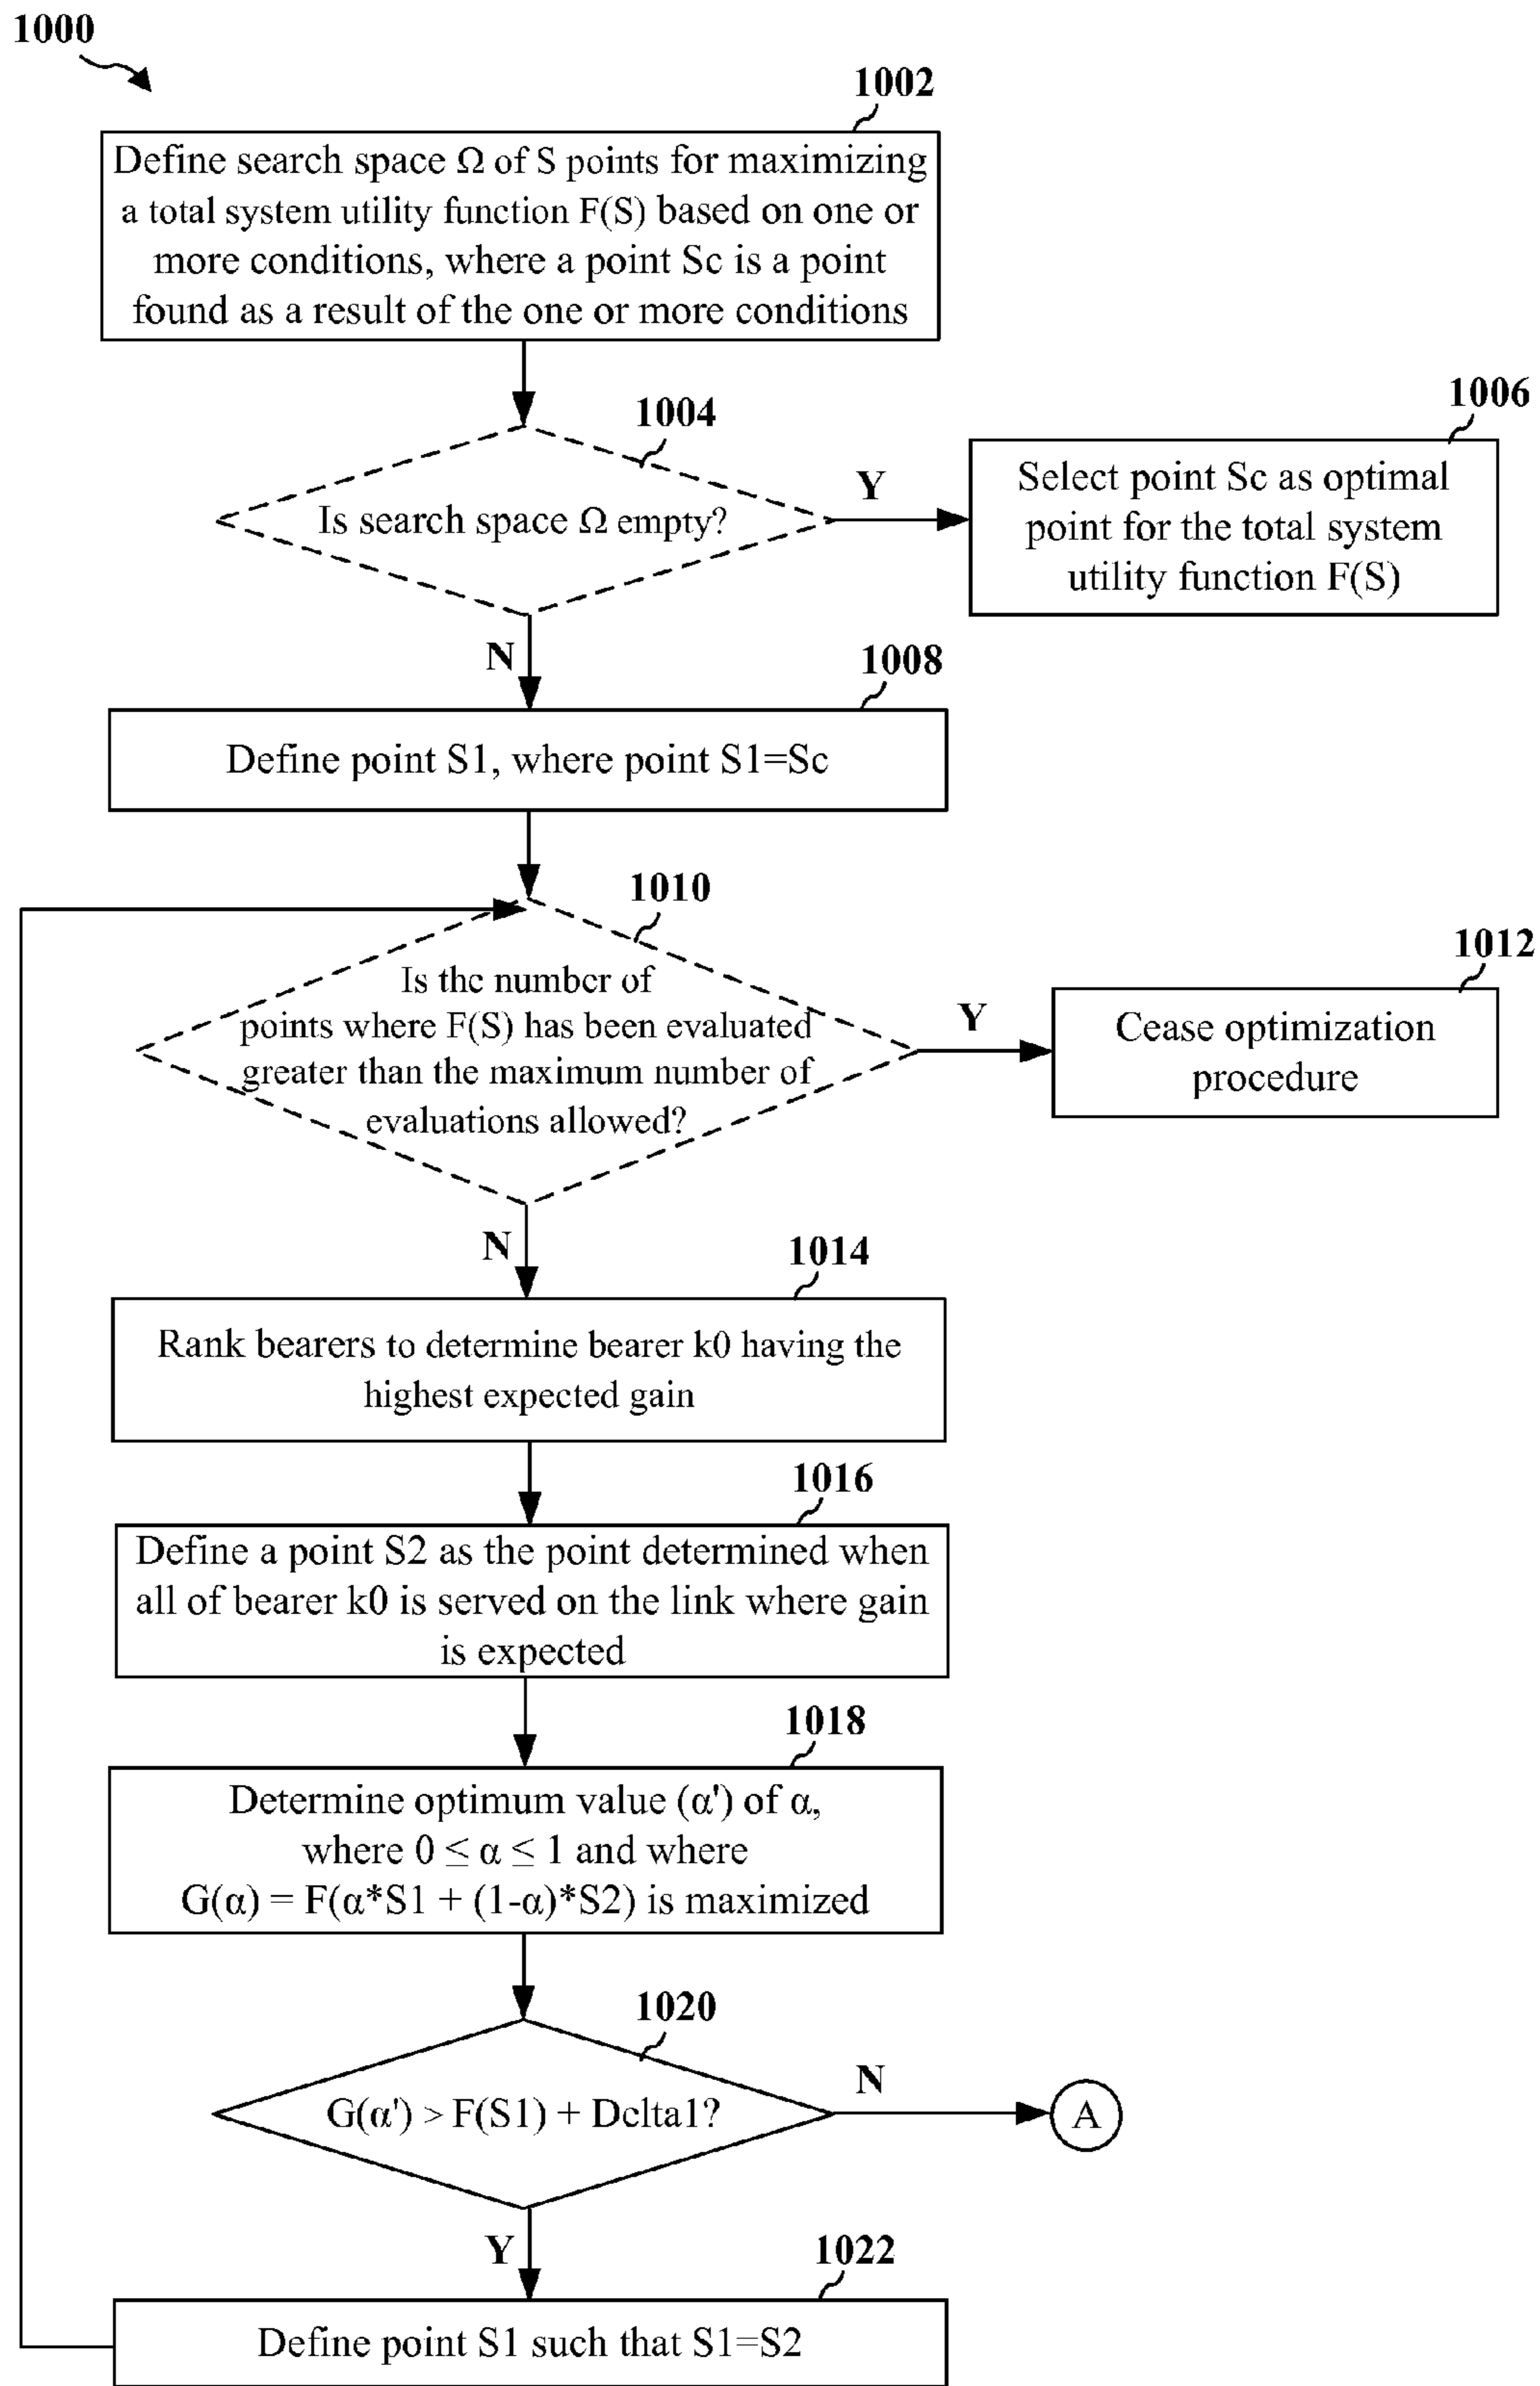 1000
1002
Define search space Ω of S points for maximizing
a total system utility function F(S) based on one or
more conditions, where a point Sc is a point
found as a result of the one or more conditions
1004
Is search space Ω empty?
Y
1006
Select point Sc as optimal
point for the total system
utility function F(S)
N
1008
Define point S1, where point S1=Sc
1010
Is the number of
points where F(S) has been evaluated
greater than the maximum number of
evaluations allowed?
Y
1012
Cease optimization
procedure
N
1014
Rank bearers to determine bearer k0 having the
highest expected gain
1016
Define a point S2 as the point determined when
all of bearer k0 is served on the link where gain
is expected
1018
Determine optimum value (α') of α,
where 0 ≤ α ≤ 1 and where
G(α) = F(α*S1 + (1-α)*S2) is maximized
1020
G(α') > F(S1) + Delta1?
N
A
Y
1022
Define point S1 such that S1=S2